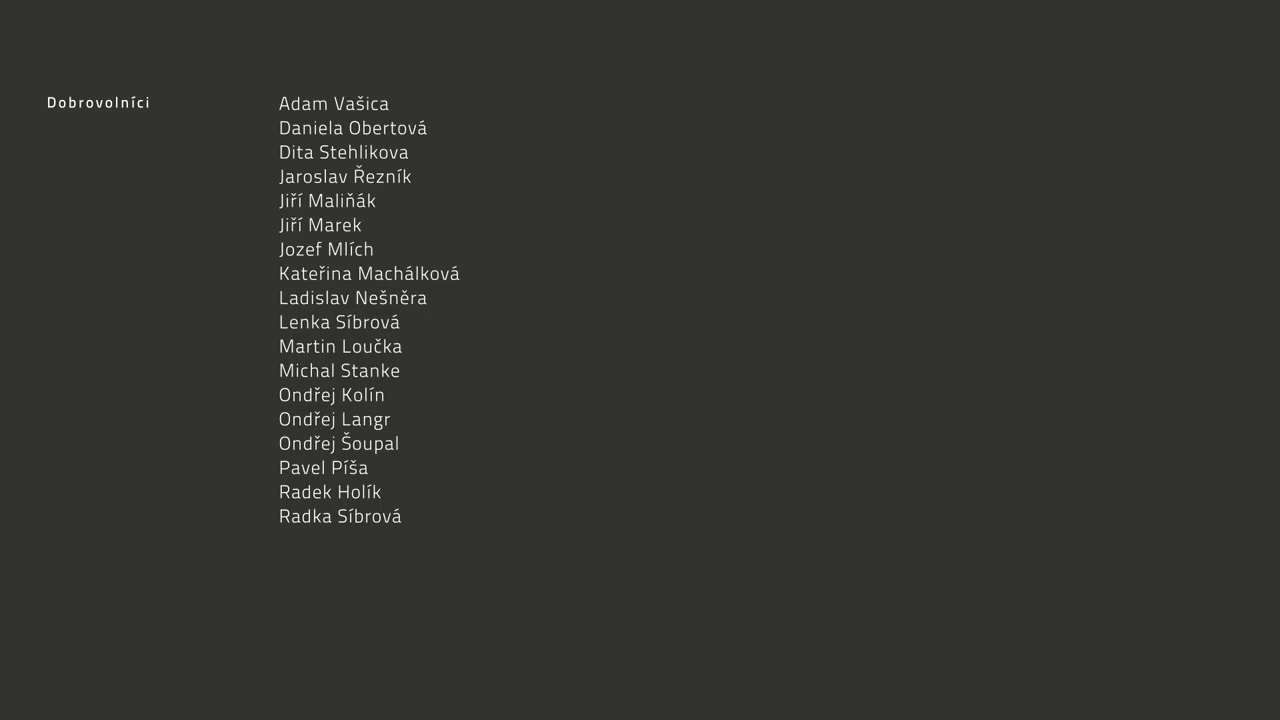 Dobrovolníci
Adam Vašica
Daniela Obertová
Dita Stehlikova
Jaroslav Řezník
Jiří Maliňák
Jiří Marek
Jozef Mlích
Kateřina Machálková
Ladislav Nešněra
Lenka Síbrová
Martin Loučka
Michal Stanke
Ondřej Kolín
Ondřej Langr
Ondřej Šoupal
Pavel Píša
Radek Holík
Radka Síbrová